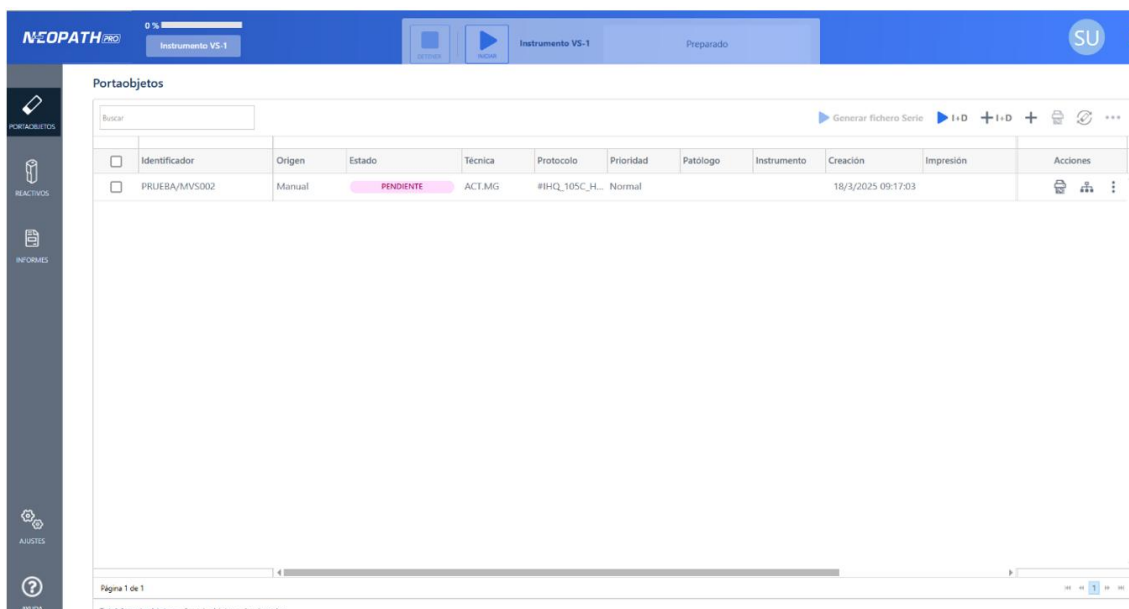 NEOPATH PRO
0 %
Instrumento VS-1
DETENER
INICIAR
Instrumento VS-1
Preparado
SU
PORTAOBJETOS
REACTIVOS
INFORMES
AJUSTES
Portaobjetos
Buscar
Generar fichero Serie I+D I+D
Identificador Origen Estado Técnica Protocolo Prioridad Patólogo Instrumento Creación Impresión Acciones
PRUEBA/MVS002 Manual PENDIENTE ACT.MG #IHQ_105C_H... Normal 18/3/2025 09:17:03
Página 1 de 1
1